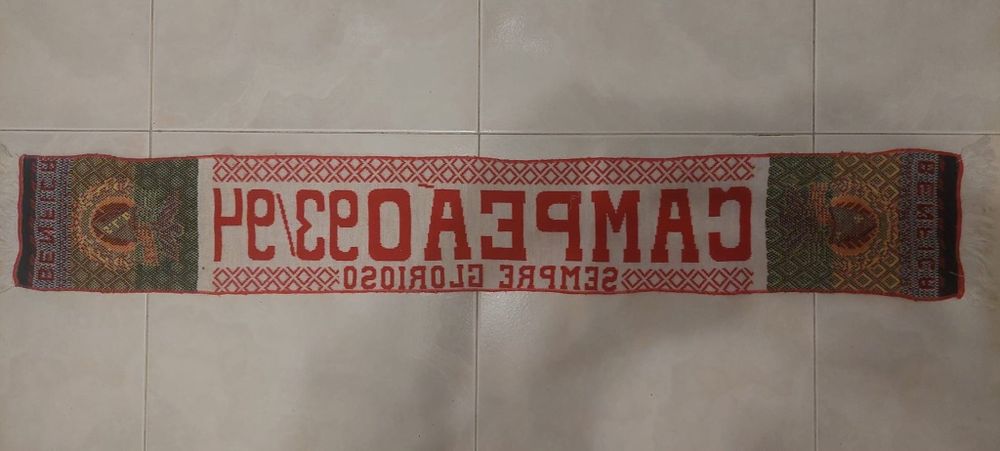 CAMPEÃO 93/94
SEMPRE GLORIOSO
BENFICA
BENFICA